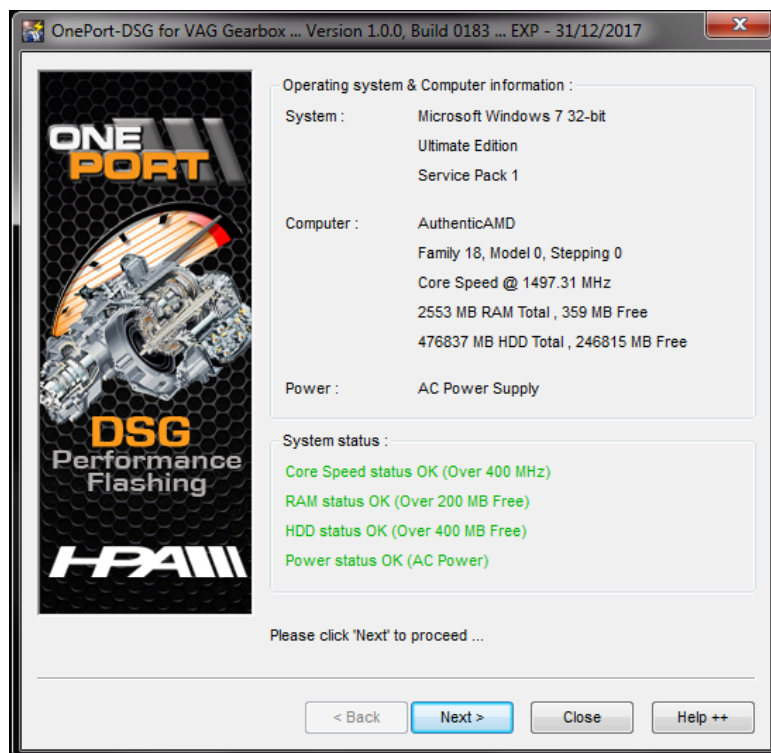 OnePort-DSG for VAG Gearbox ... Version 1.0.0, Build 0183 ... EXP - 31/12/2017
ONE
PORT
DSG
Performance
Flashing
HPA
Operating system & Computer information :
System : Microsoft Windows 7 32-bit
Ultimate Edition
Service Pack 1
Computer : AuthenticAMD
Family 18, Model 0, Stepping 0
Core Speed @ 1497.31 MHz
2553 MB RAM Total , 359 MB Free
476837 MB HDD Total , 246815 MB Free
Power : AC Power Supply
System status :
Core Speed status OK (Over 400 MHz)
RAM status OK (Over 200 MB Free)
HDD status OK (Over 400 MB Free)
Power status OK (AC Power)
Please click 'Next' to proceed ...
< Back Next > Close Help ++